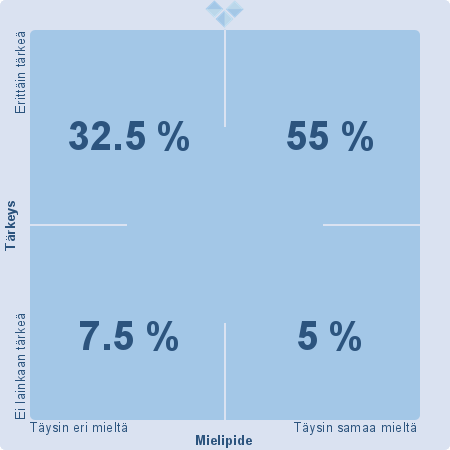 Erittäin tärkeä
32.5 %
55 %
Tärkeys
7.5 %
5 %
Ei lainkaan tärkeä
Täysin eri mieltä
Täysin samaa mieltä
Mielipide